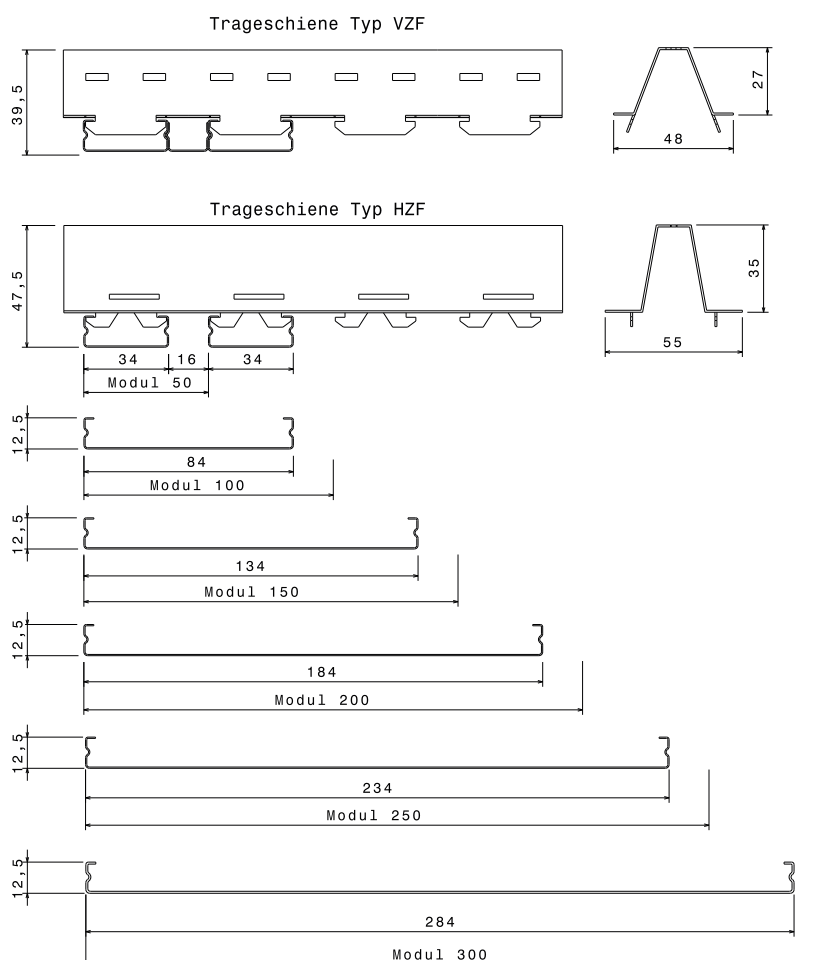 Trageschiene Typ VZF
39,5
27
48
Trageschiene Typ HZF
47,5
35
55
34 16 34
Modul 50
12,5
84
Modul 100
12,5
134
Modul 150
12,5
184
Modul 200
12,5
234
Modul 250
12,5
284
Modul 300